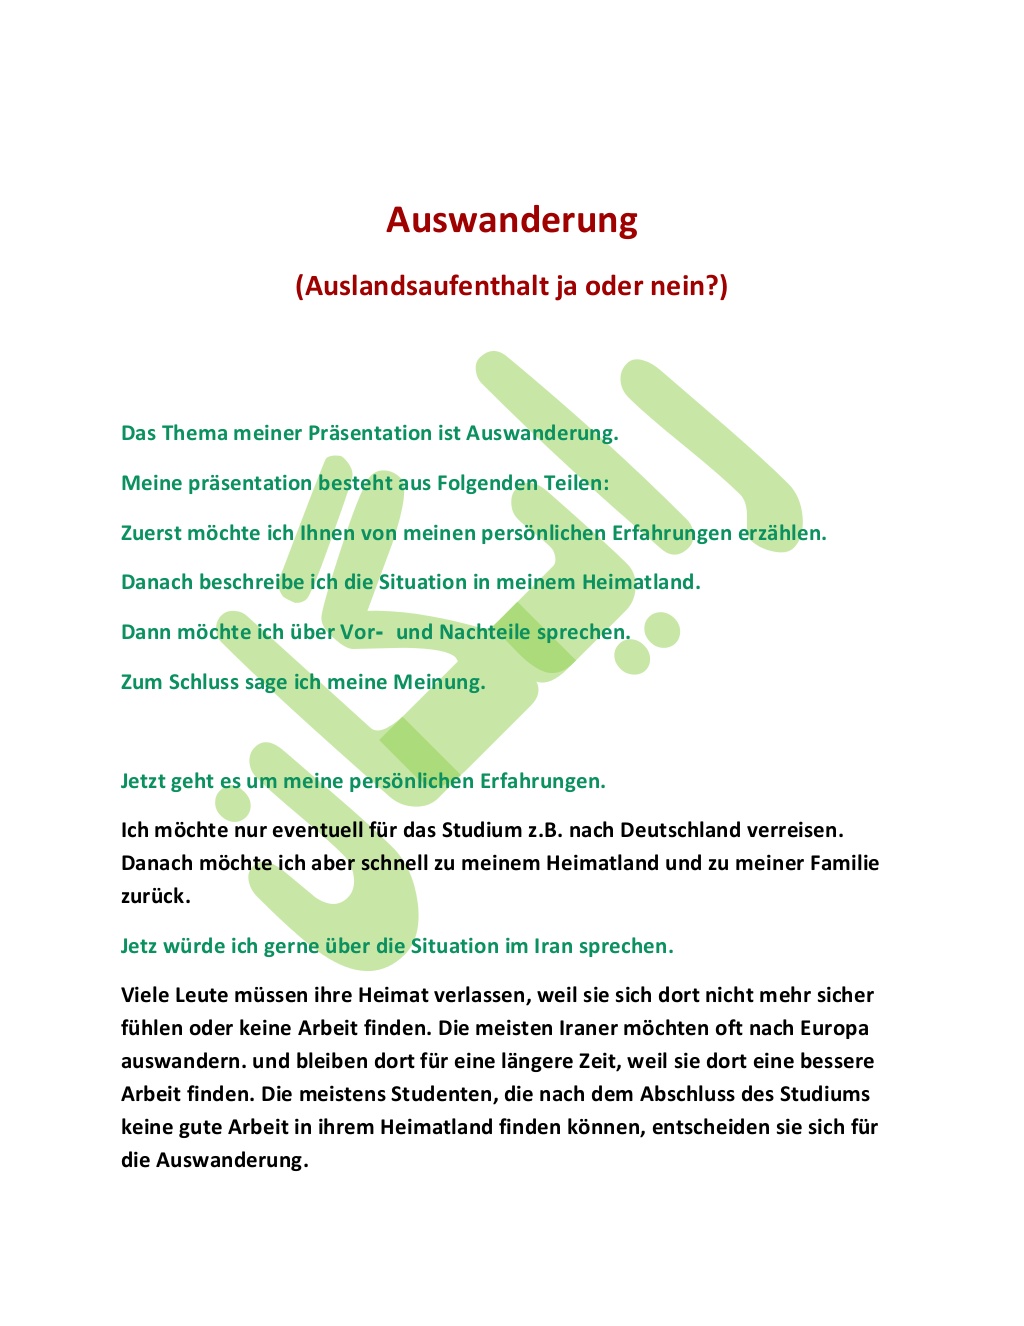 Auswanderung
(Auslandsaufenthalt ja oder nein?)
Das Thema meiner Präsentation ist Auswanderung.
Meine präsentation besteht aus Folgenden Teilen:
Zuerst möchte ich Ihnen von meinen persönlichen Erfahrungen erzählen.
Danach beschreibe ich die Situation in meinem Heimatland.
Dann möchte ich über Vor- und Nachteile sprechen.
Zum Schluss sage ich meine Meinung.
Jetzt geht es um meine persönlichen Erfahrungen.
Ich möchte nur eventuell für das Studium z.B. nach Deutschland verreisen.
Danach möchte ich aber schnell zu meinem Heimatland und zu meiner Familie
zurück.
Jetz würde ich gerne über die Situation im Iran sprechen.
Viele Leute müssen ihre Heimat verlassen, weil sie sich dort nicht mehr sicher
fühlen oder keine Arbeit finden. Die meisten Iraner möchten oft nach Europa
auswandern. und bleiben dort für eine längere Zeit, weil sie dort eine bessere
Arbeit finden. Die meistens Studenten, die nach dem Abschluss des Studiums
keine gute Arbeit in ihrem Heimatland finden können, entscheiden sie sich für
die Auswanderung.
رایگان